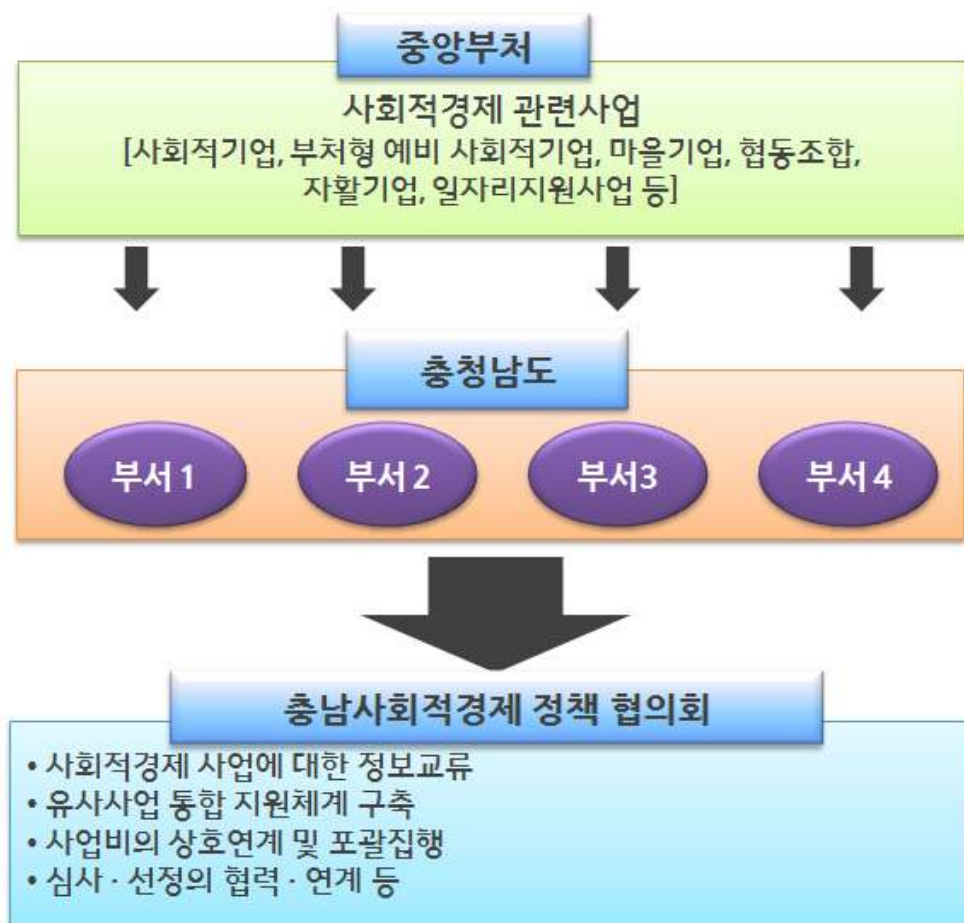 중앙부처
사회적경제 관련사업
[사회적기업, 부처형 예비 사회적기업, 마을기업, 협동조합,
자활기업, 일자리지원사업 등]
충청남도
부서1 부서2 부서3 부서4
충남사회적경제 정책 협의회
• 사회적경제 사업에 대한 정보교류
• 유사사업 통합 지원체계 구축
• 사업비의 상호연계 및 포괄집행
• 심사 · 선정의 협력 · 연계 등